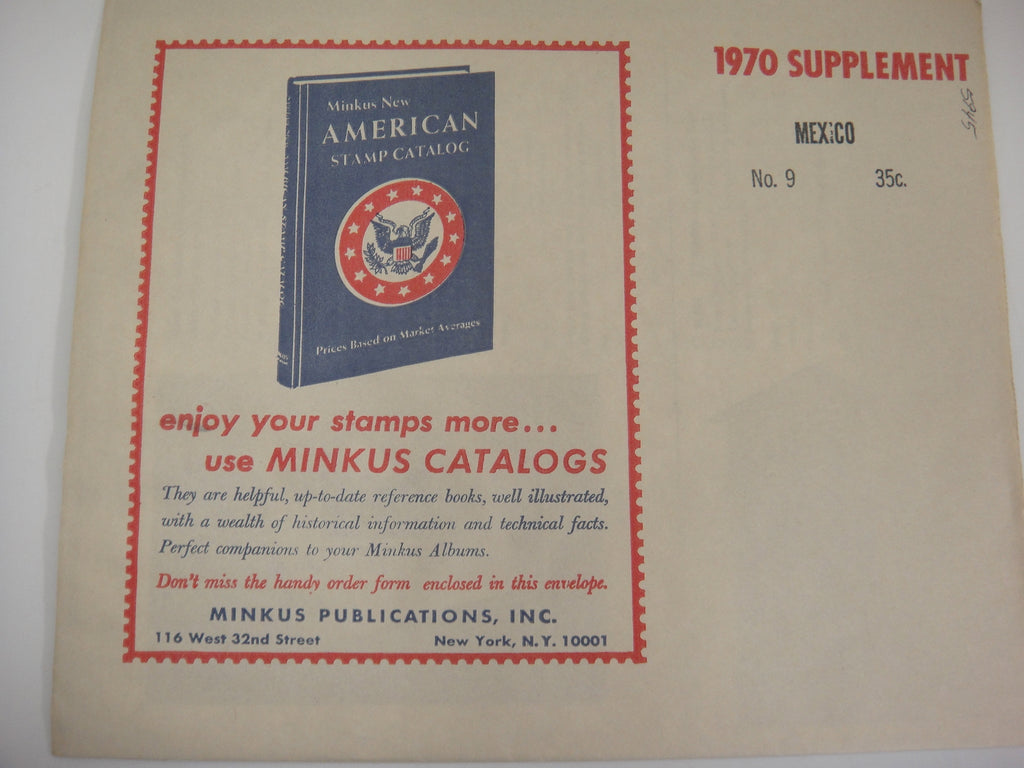 1970 SUPPLEMENT
MEXICO
No. 9 35c.
Minkus New
AMERICAN
STAMP CATALOG
Prices Based on Market Averages
enjoy your stamps more...
use MINKUS CATALOGS
They are helpful, up-to-date reference books, well illustrated,
with a wealth of historical information and technical facts.
Perfect companions to your Minkus Albums.
Don't miss the handy order form enclosed in this envelope.
MINKUS PUBLICATIONS, INC.
116 West 32nd Street New York, N.Y. 10001